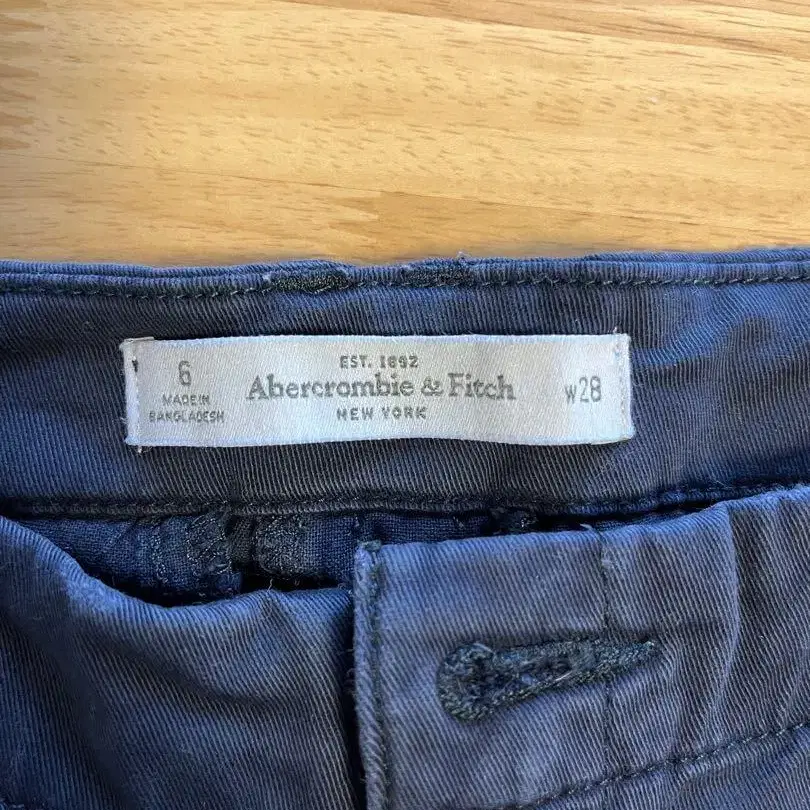 6
MADE IN
BANGLADESH
EST. 1892
Abercrombie & Fitch
NEW YORK
W28